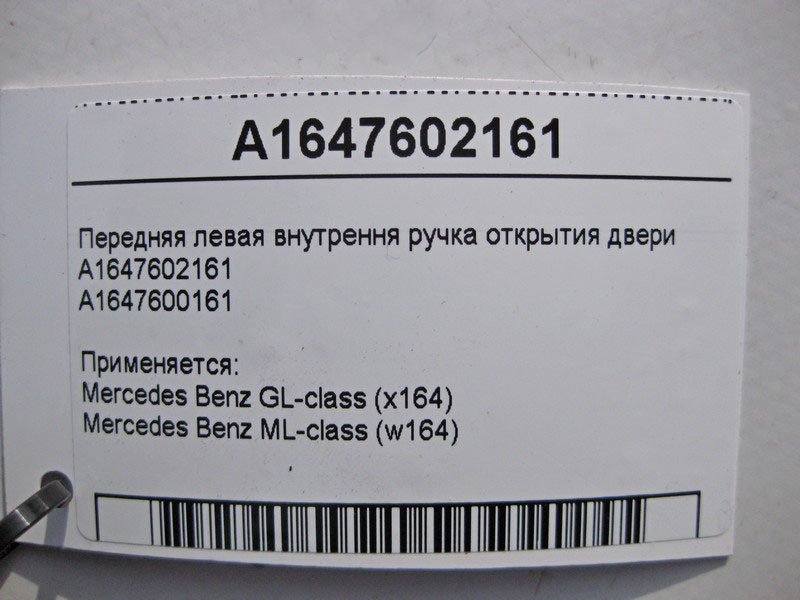 A1647602161
Передняя левая внутрення ручка открытия двери
A1647602161
A1647600161
Применяется:
Mercedes Benz GL-class (x164)
Mercedes Benz ML-class (w164)